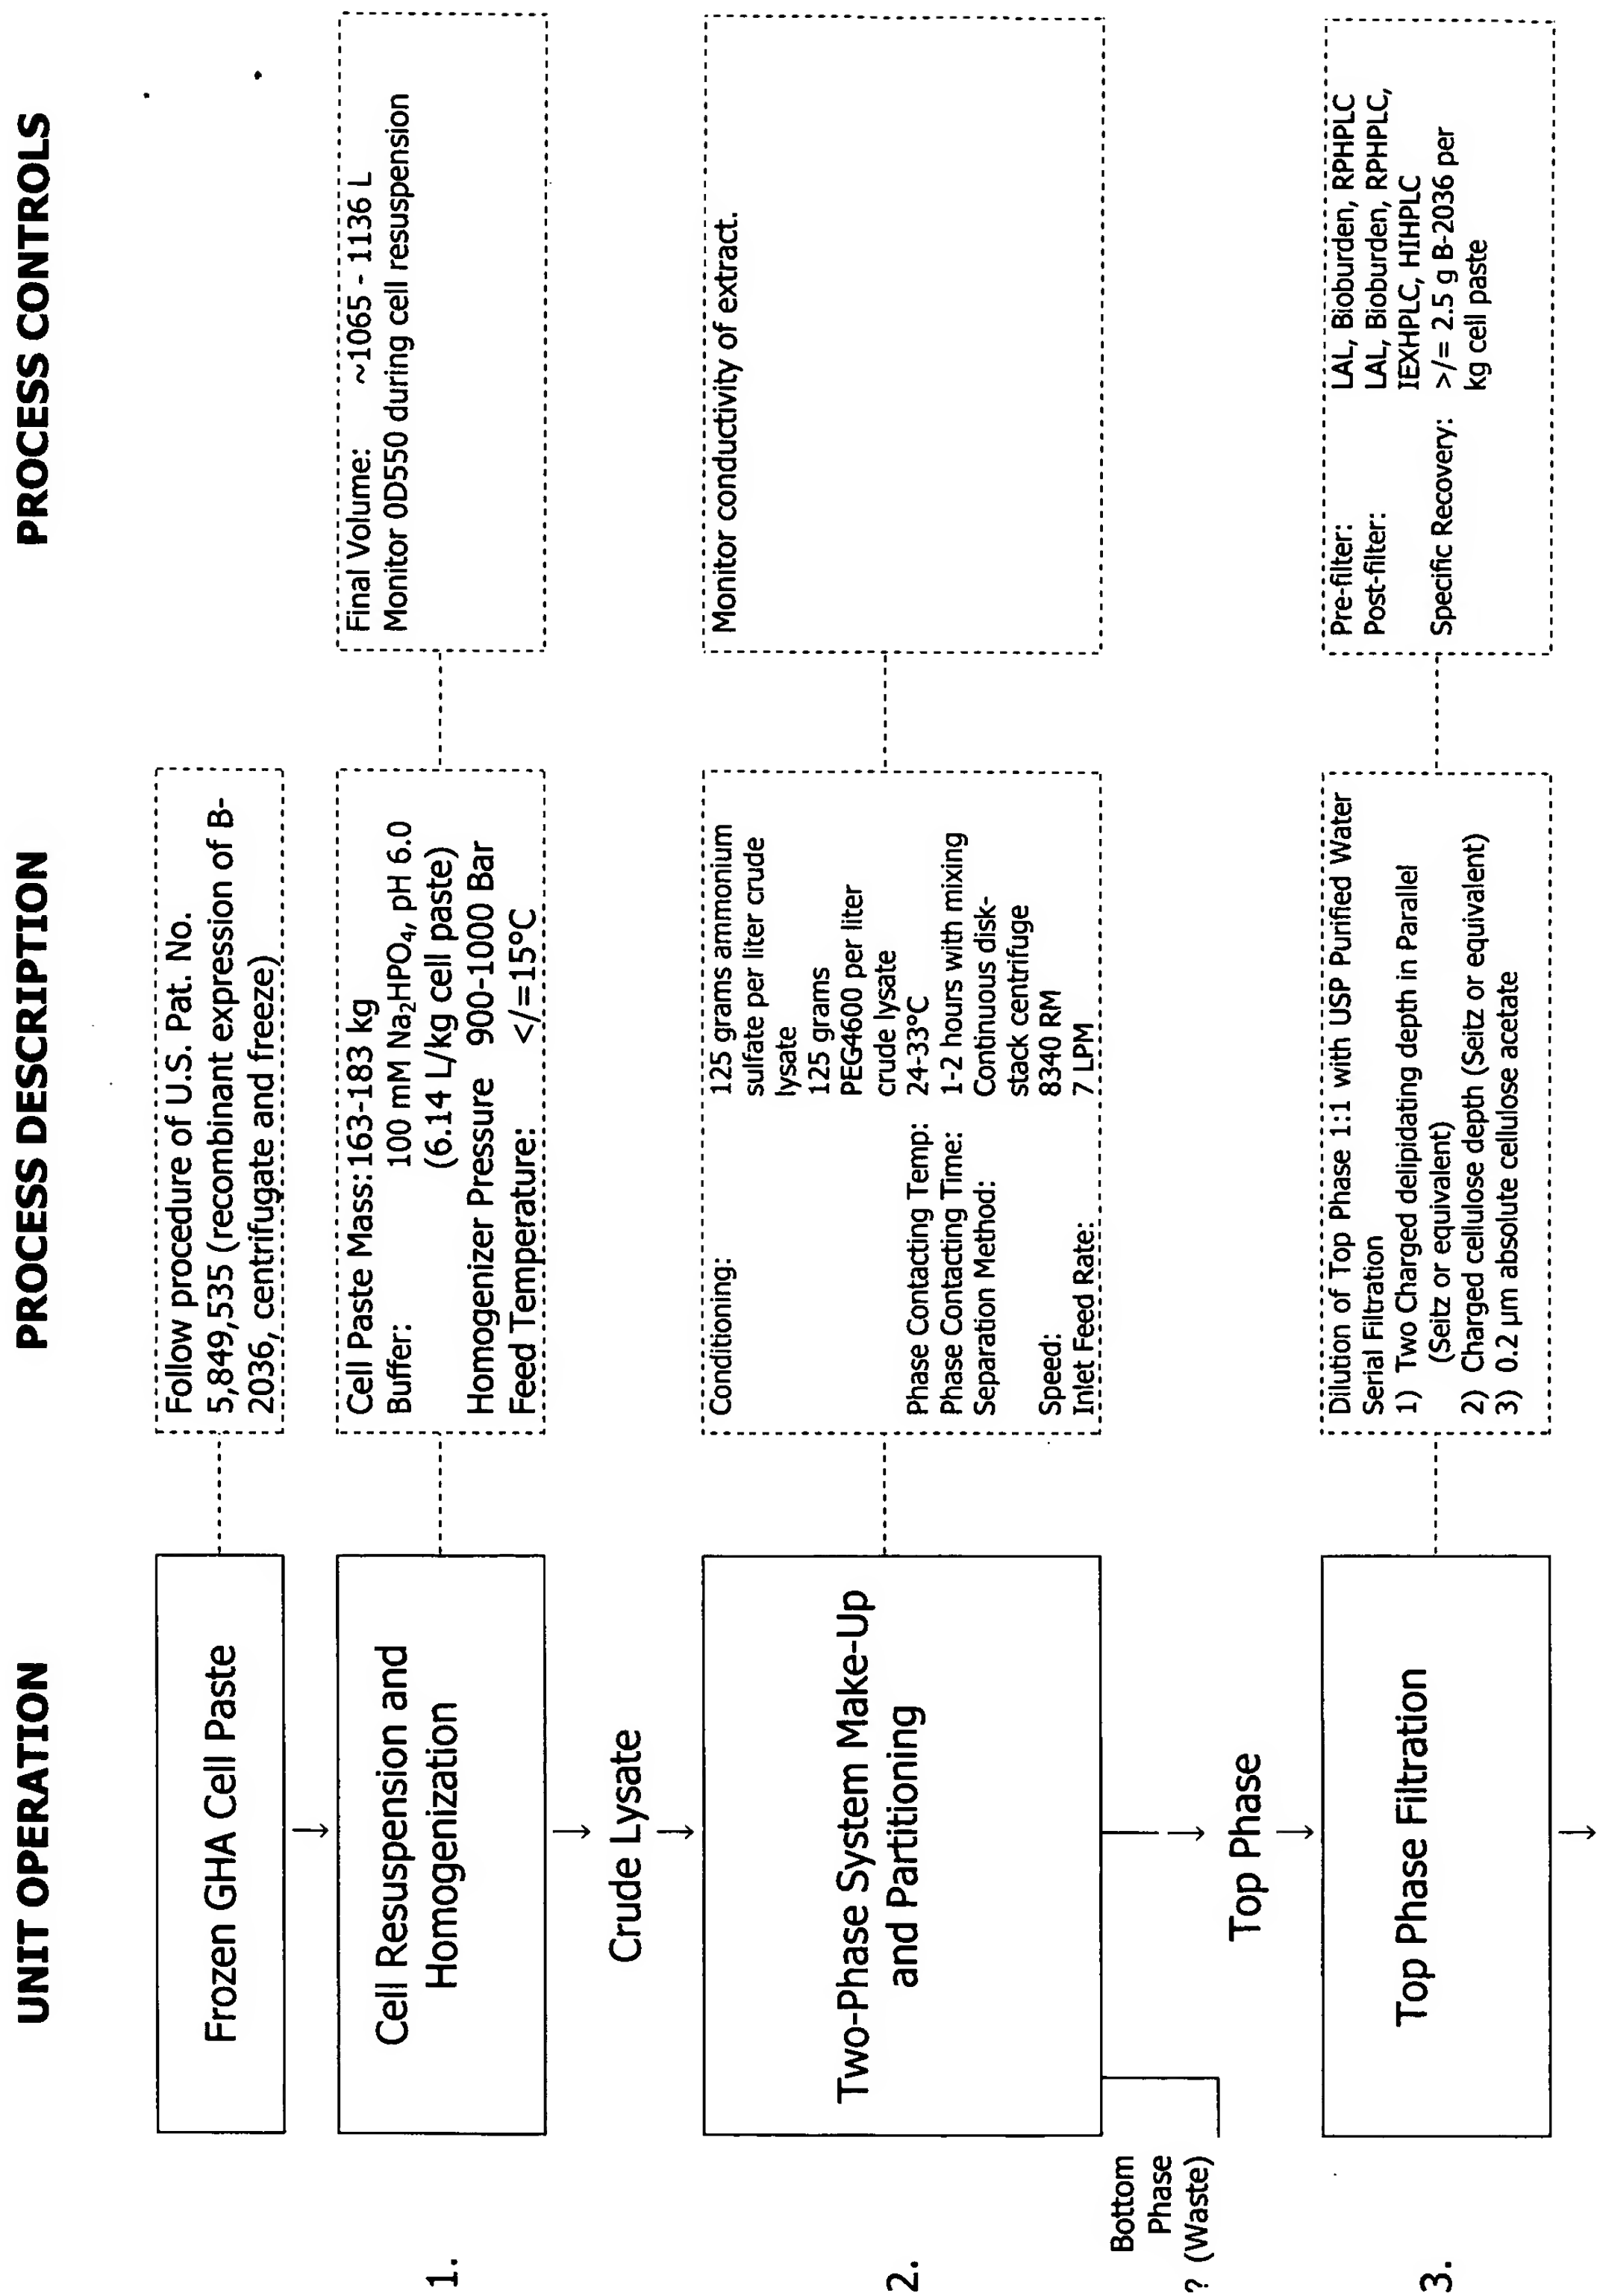 UNIT OPERATION
PROCESS DESCRIPTION
PROCESS CONTROLS
Frozen GHA Cell Paste
Follow procedure of U.S. Pat. No.
5,849,535 (recombinant expression of B-
2036, centrifugate and freeze)
1.
Cell Resuspension and
Homogenization
Cell Paste Mass: 163-183 kg
Buffer: 100 mM Na₂HPO₄, pH 6.0
(6.14 L/kg cell paste)
Homogenizer Pressure 900-1000 Bar
Feed Temperature: </=15°C
Final Volume: ~1065 - 1136 L
Monitor 0D550 during cell resuspension
Crude Lysate
2.
Two-Phase System Make-Up
and Partitioning
Conditioning: 125 grams ammonium
sulfate per liter crude
lysate
125 grams
PEG4600 per liter
crude lysate
Phase Contacting Temp: 24-33°C
Phase Contacting Time: 1-2 hours with mixing
Separation Method: Continuous disk-
stack centrifuge
Speed: 8340 RM
Inlet Feed Rate: 7 LPM
Monitor conductivity of extract.
Bottom
Phase
? (Waste)
Top Phase
3.
Top Phase Filtration
Dilution of Top Phase 1:1 with USP Purified Water
Serial Filtration
1) Two Charged delipidating depth in Parallel
(Seitz or equivalent)
2) Charged cellulose depth (Seitz or equivalent)
3) 0.2 µm absolute cellulose acetate
Pre-filter: LAL, Bioburden, RPHPLC
Post-filter: LAL, Bioburden, RPHPLC,
IEXHPLC, HIHPLC
Specific Recovery: >/= 2.5 g B-2036 per
kg cell paste